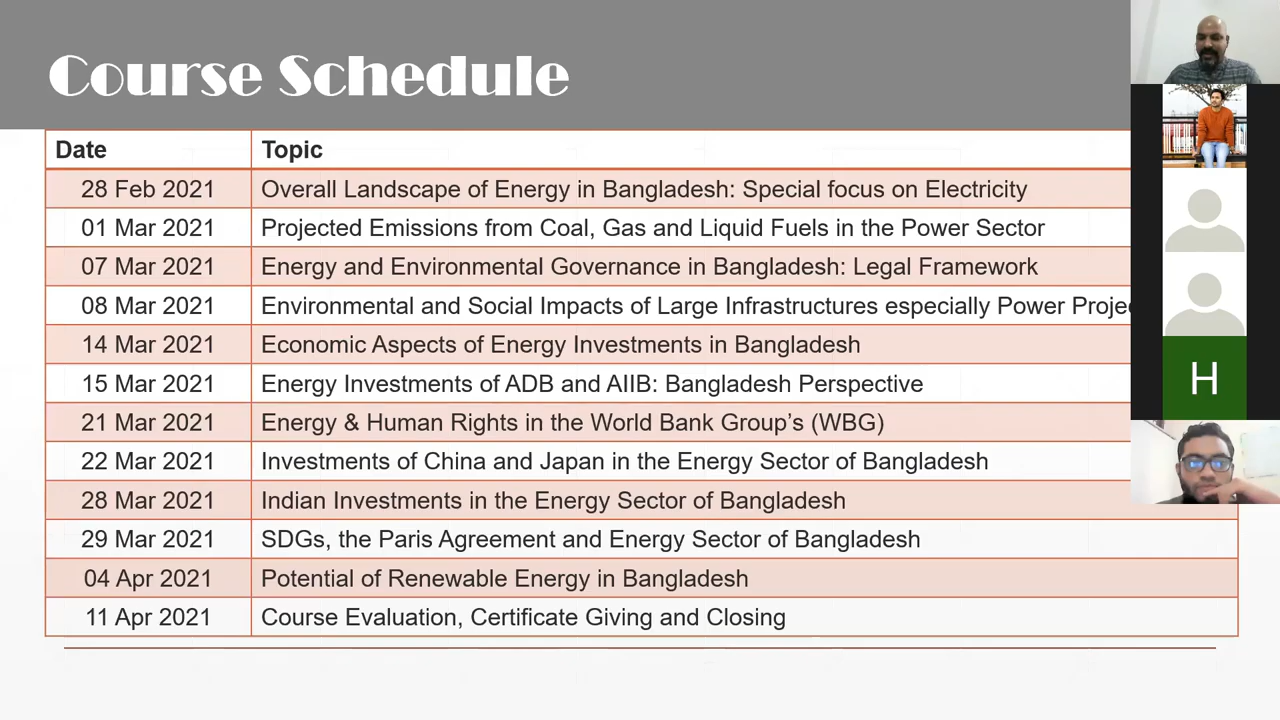 Course Schedule
Date Topic
28 Feb 2021 Overall Landscape of Energy in Bangladesh: Special focus on Electricity
01 Mar 2021 Projected Emissions from Coal, Gas and Liquid Fuels in the Power Sector
07 Mar 2021 Energy and Environmental Governance in Bangladesh: Legal Framework
08 Mar 2021 Environmental and Social Impacts of Large Infrastructures especially Power
14 Mar 2021 Economic Aspects of Energy Investments in Bangladesh
15 Mar 2021 Energy Investments of ADB and AIIB: Bangladesh Perspective
21 Mar 2021 Energy & Human Rights in the World Bank Group’s (WBG)
22 Mar 2021 Investments of China and Japan in the Energy Sector of Bangladesh
28 Mar 2021 Indian Investments in the Energy Sector of Bangladesh
29 Mar 2021 SDGs, the Paris Agreement and Energy Sector of Bangladesh
04 Apr 2021 Potential of Renewable Energy in Bangladesh
11 Apr 2021 Course Evaluation, Certificate Giving and Closing
H